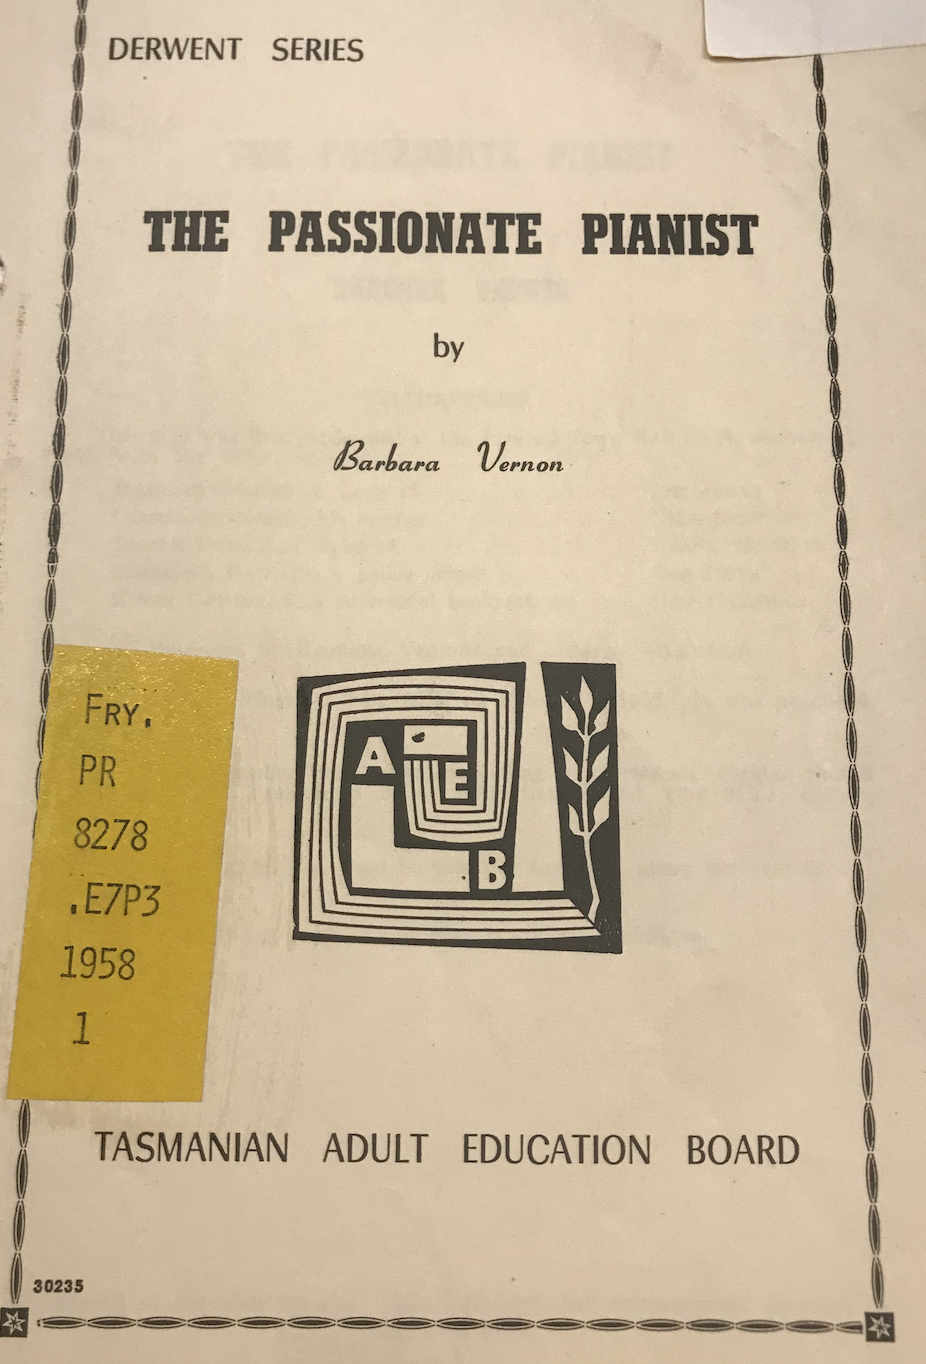 DERWENT SERIES
THE PASSIONATE PIANIST
by
Barbara Vernon
FRY.
PR
8278
.E7P3
1958
1
A
E
B
TASMANIAN ADULT EDUCATION BOARD
30235